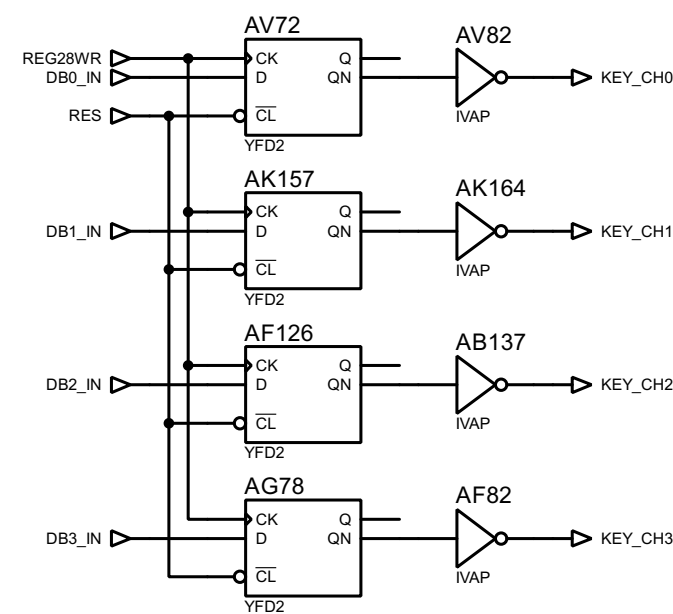 AV72
REG28WR
CK
Q
AV82
DB0_IN
D
QN
KEY_CH0
RES
CL
IVAP
YFD2
AK157
CK
Q
AK164
DB1_IN
D
QN
KEY_CH1
CL
IVAP
YFD2
AF126
CK
Q
AB137
DB2_IN
D
QN
KEY_CH2
CL
IVAP
YFD2
AG78
CK
Q
AF82
DB3_IN
D
QN
KEY_CH3
CL
IVAP
YFD2